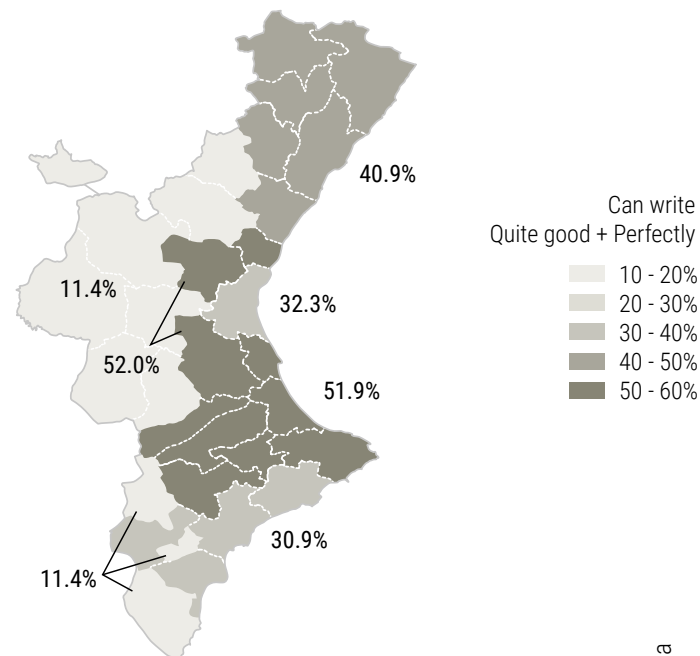 40.9%
Can write
Quite good + Perfectly
10 - 20%
20 - 30%
30 - 40%
40 - 50%
50 - 60%
11.4%
32.3%
52.0%
51.9%
30.9%
11.4%
a